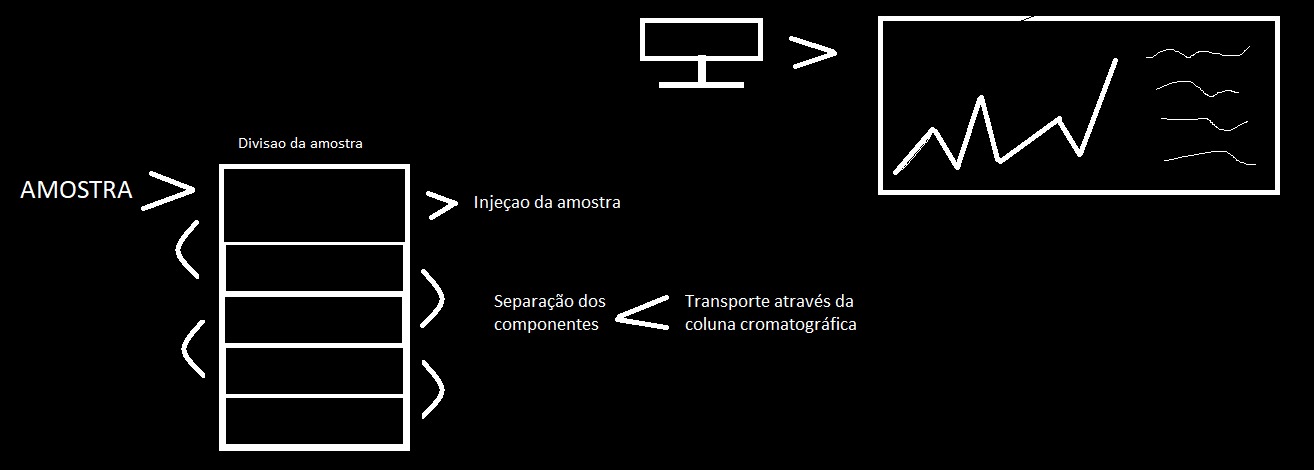 Divisao da amostra
AMOSTRA
Injeçao da amostra
Separação dos
componentes
Transporte através da
coluna cromatográfica